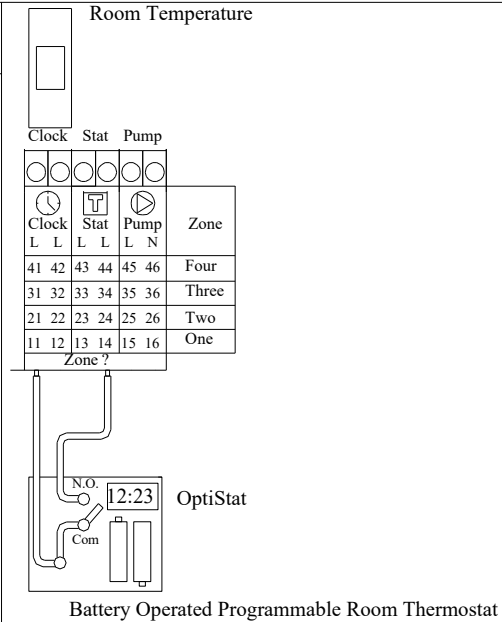 Room Temperature
Clock Stat Pump
T
Clock Stat Pump Zone
L L L L L N
41 42 43 44 45 46 Four
31 32 33 34 35 36 Three
21 22 23 24 25 26 Two
11 12 13 14 15 16 One
Zone ?
N.O.
12:23 OptiStat
Com
Battery Operated Programmable Room Thermostat